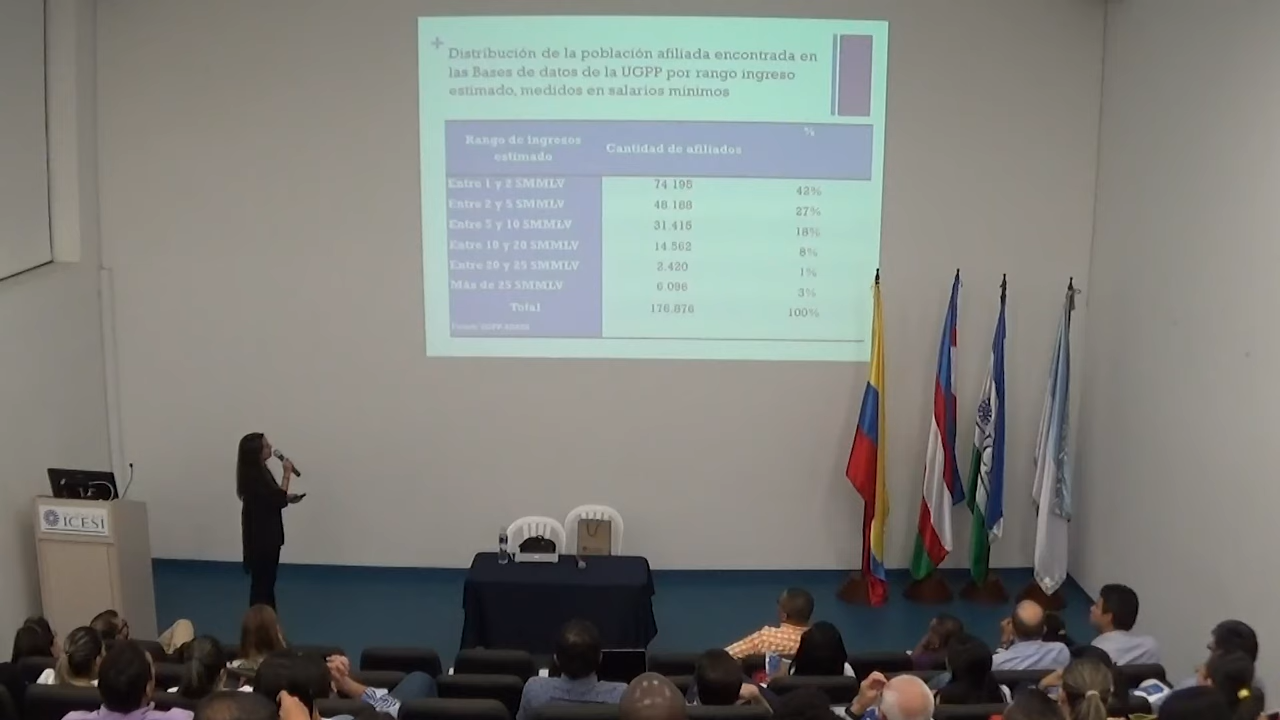 Distribución de la población afiliada encontrada en
las Bases de datos de la UGPP por rango ingreso
estimado, medidos en salarios mínimos
Rango de ingresos
estimado
Cantidad de afiliados
%
Entre 1 y 2 SMMLV 74.195 42%
Entre 2 y 5 SMMLV 48.188 27%
Entre 5 y 10 SMMLV 31.415 18%
Entre 10 y 20 SMMLV 14.562 8%
Entre 20 y 25 SMMLV 2.420 1%
Más de 25 SMMLV 6.096 3%
Total 176.876 100%
ICESI